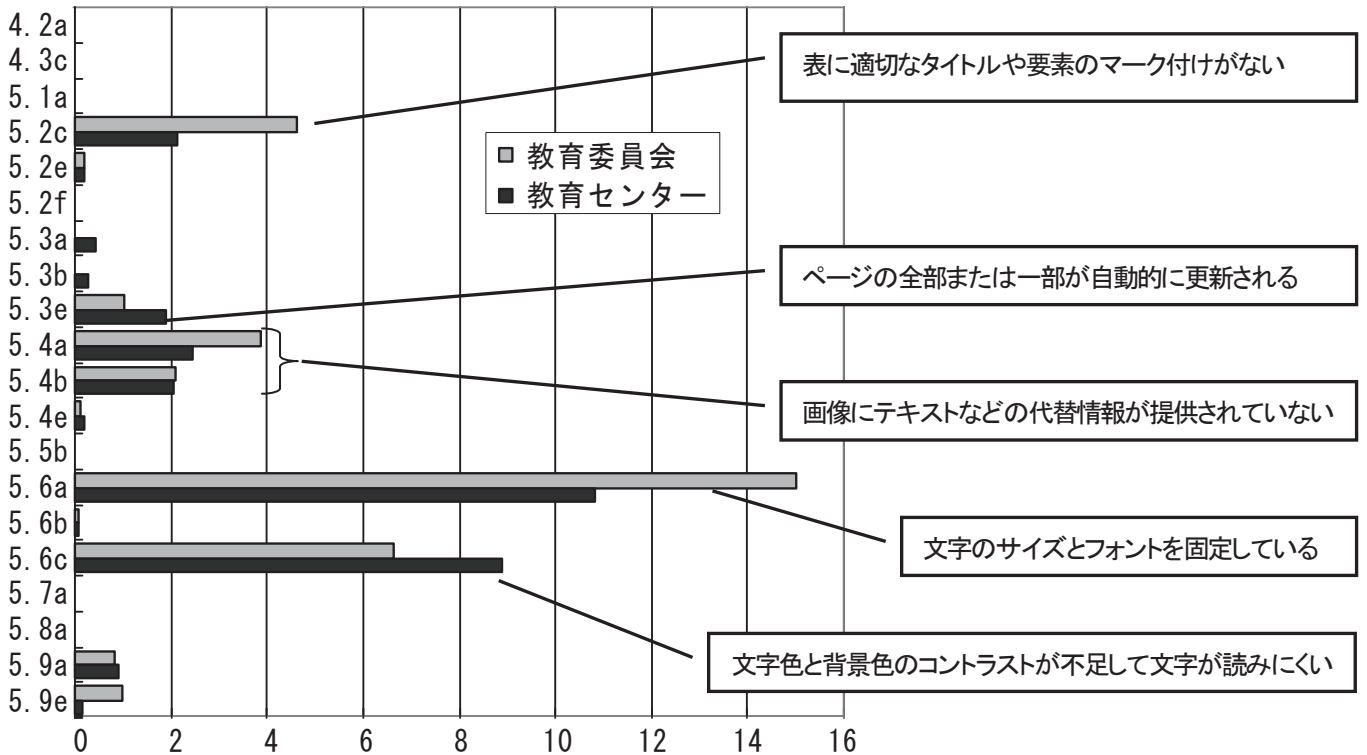 4.2a
4.3c
5.1a
5.2c
5.2e
5.2f
5.3a
5.3b
5.3e
5.4a
5.4b
5.4e
5.5b
5.6a
5.6b
5.6c
5.7a
5.8a
5.9a
5.9e
0 2 4 6 8 10 12 14 16
教育委員会
教育センター
表に適切なタイトルや要素のマーク付けがない
ページの全部または一部が自動的に更新される
画像にテキストなどの代替情報が提供されていない
文字のサイズとフォントを固定している
文字色と背景色のコントラストが不足して文字が読みにくい